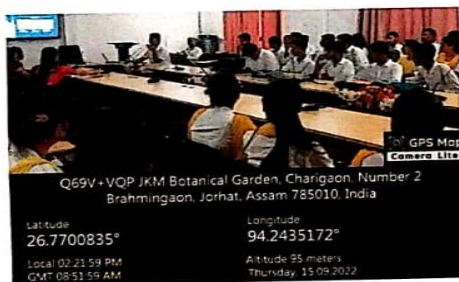 GPS Map
Camera Lite
Q69V+VQP JKM Botanical Garden, Charigaon, Number 2
Brahmingaon, Jorhat, Assam 785010, India
Latitude
26.7700835°
Longitude
94.2435172°
Local 02:21:59 PM
GMT 08:51:59 AM
Altitude 95 meters
Thursday, 15.09.2022